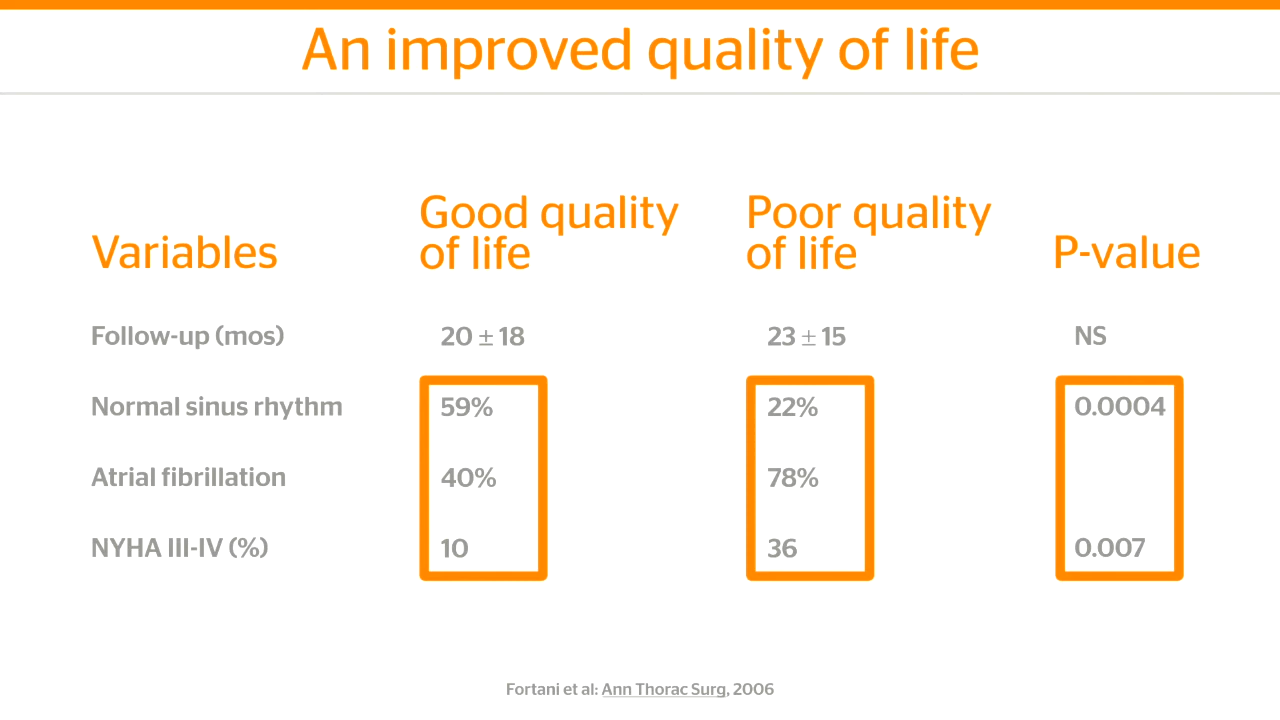 An improved quality of life
Variables
Good quality
of life
Poor quality
of life
P-value
Follow-up (mos) 20 ± 18 23 ± 15 NS
Normal sinus rhythm 59% 22% 0.0004
Atrial fibrillation 40% 78%
NYHA III-IV (%) 10 36 0.007
Fortani et al: Ann Thorac Surg, 2006